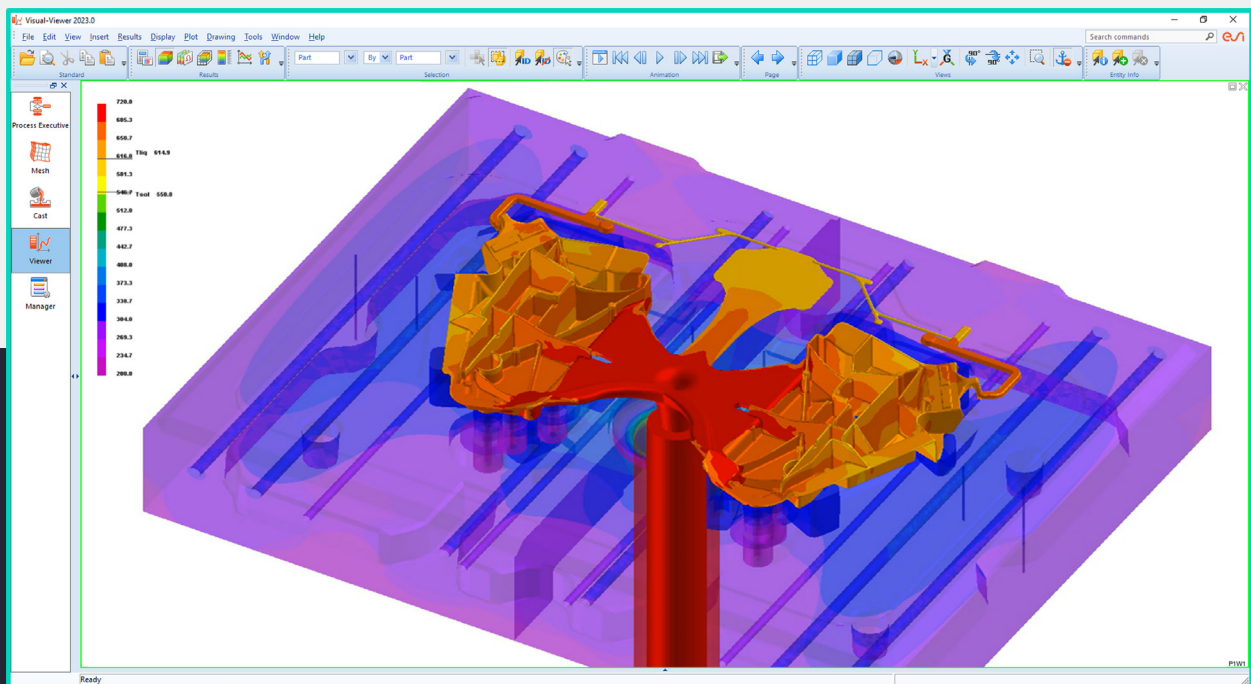 Visual-Viewer 2023.0
File Edit View Insert Results Display Plot Drawing Tools Window Help
Search commands
esi
Part By Part
Standard Results Selection Animation Page Views Entity Info
Process Executive
Mesh
Cast
Viewer
Manager
720.0
685.3
650.7
616.0 Tliq 614.9
581.3
546.7 Tsol 550.0
512.0
477.3
442.7
408.0
373.3
338.7
304.0
269.3
234.7
200.0
P1W1
Ready